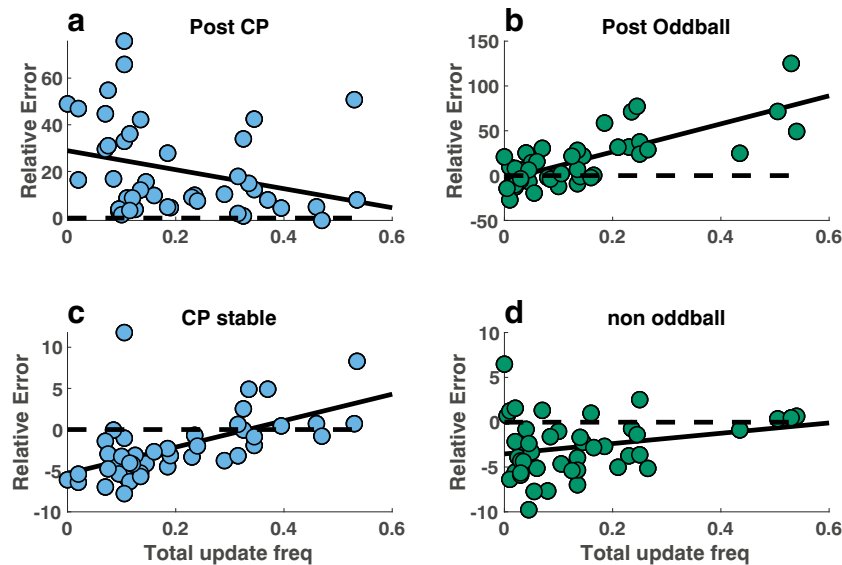 a
Post CP
Relative Error
60
40
20
0
0
0.2
0.4
0.6
b
Post Oddball
Relative Error
150
100
50
0
-50
0
0.2
0.4
0.6
c
CP stable
Relative Error
10
5
0
-5
-10
0
0.2
0.4
0.6
Total update freq
d
non oddball
Relative Error
10
5
0
-5
-10
0
0.2
0.4
0.6
Total update freq